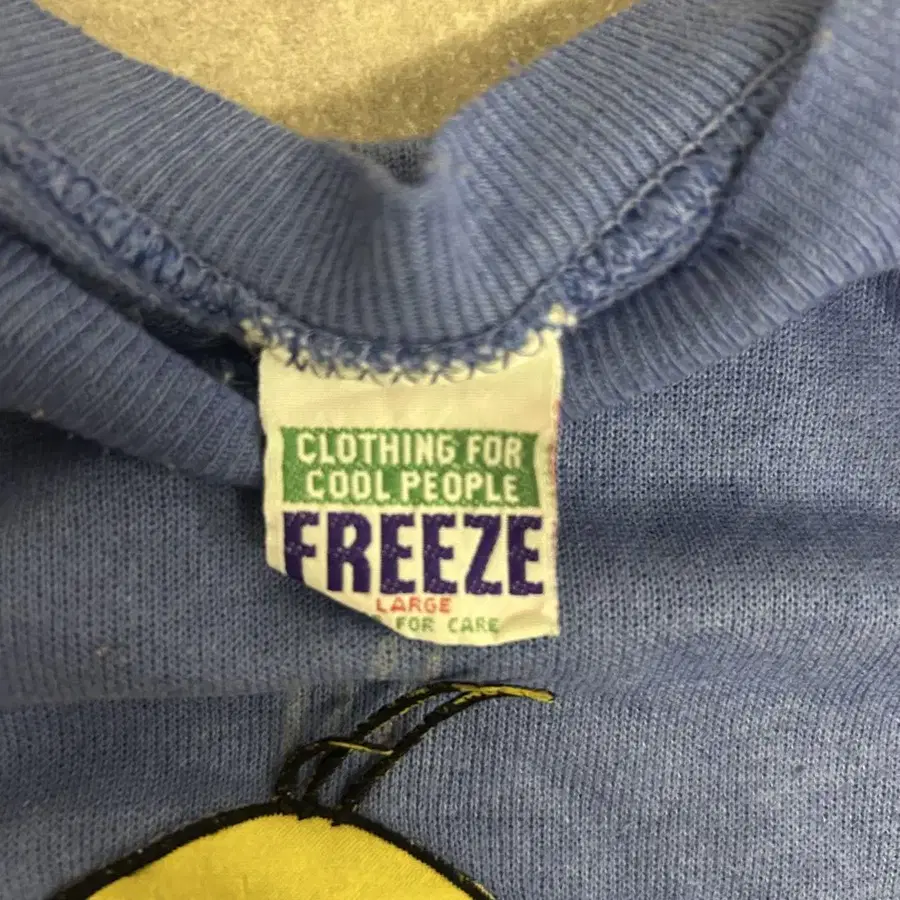 CLOTHING FOR
COOL PEOPLE
FREEZE
LARGE
FOR CARE